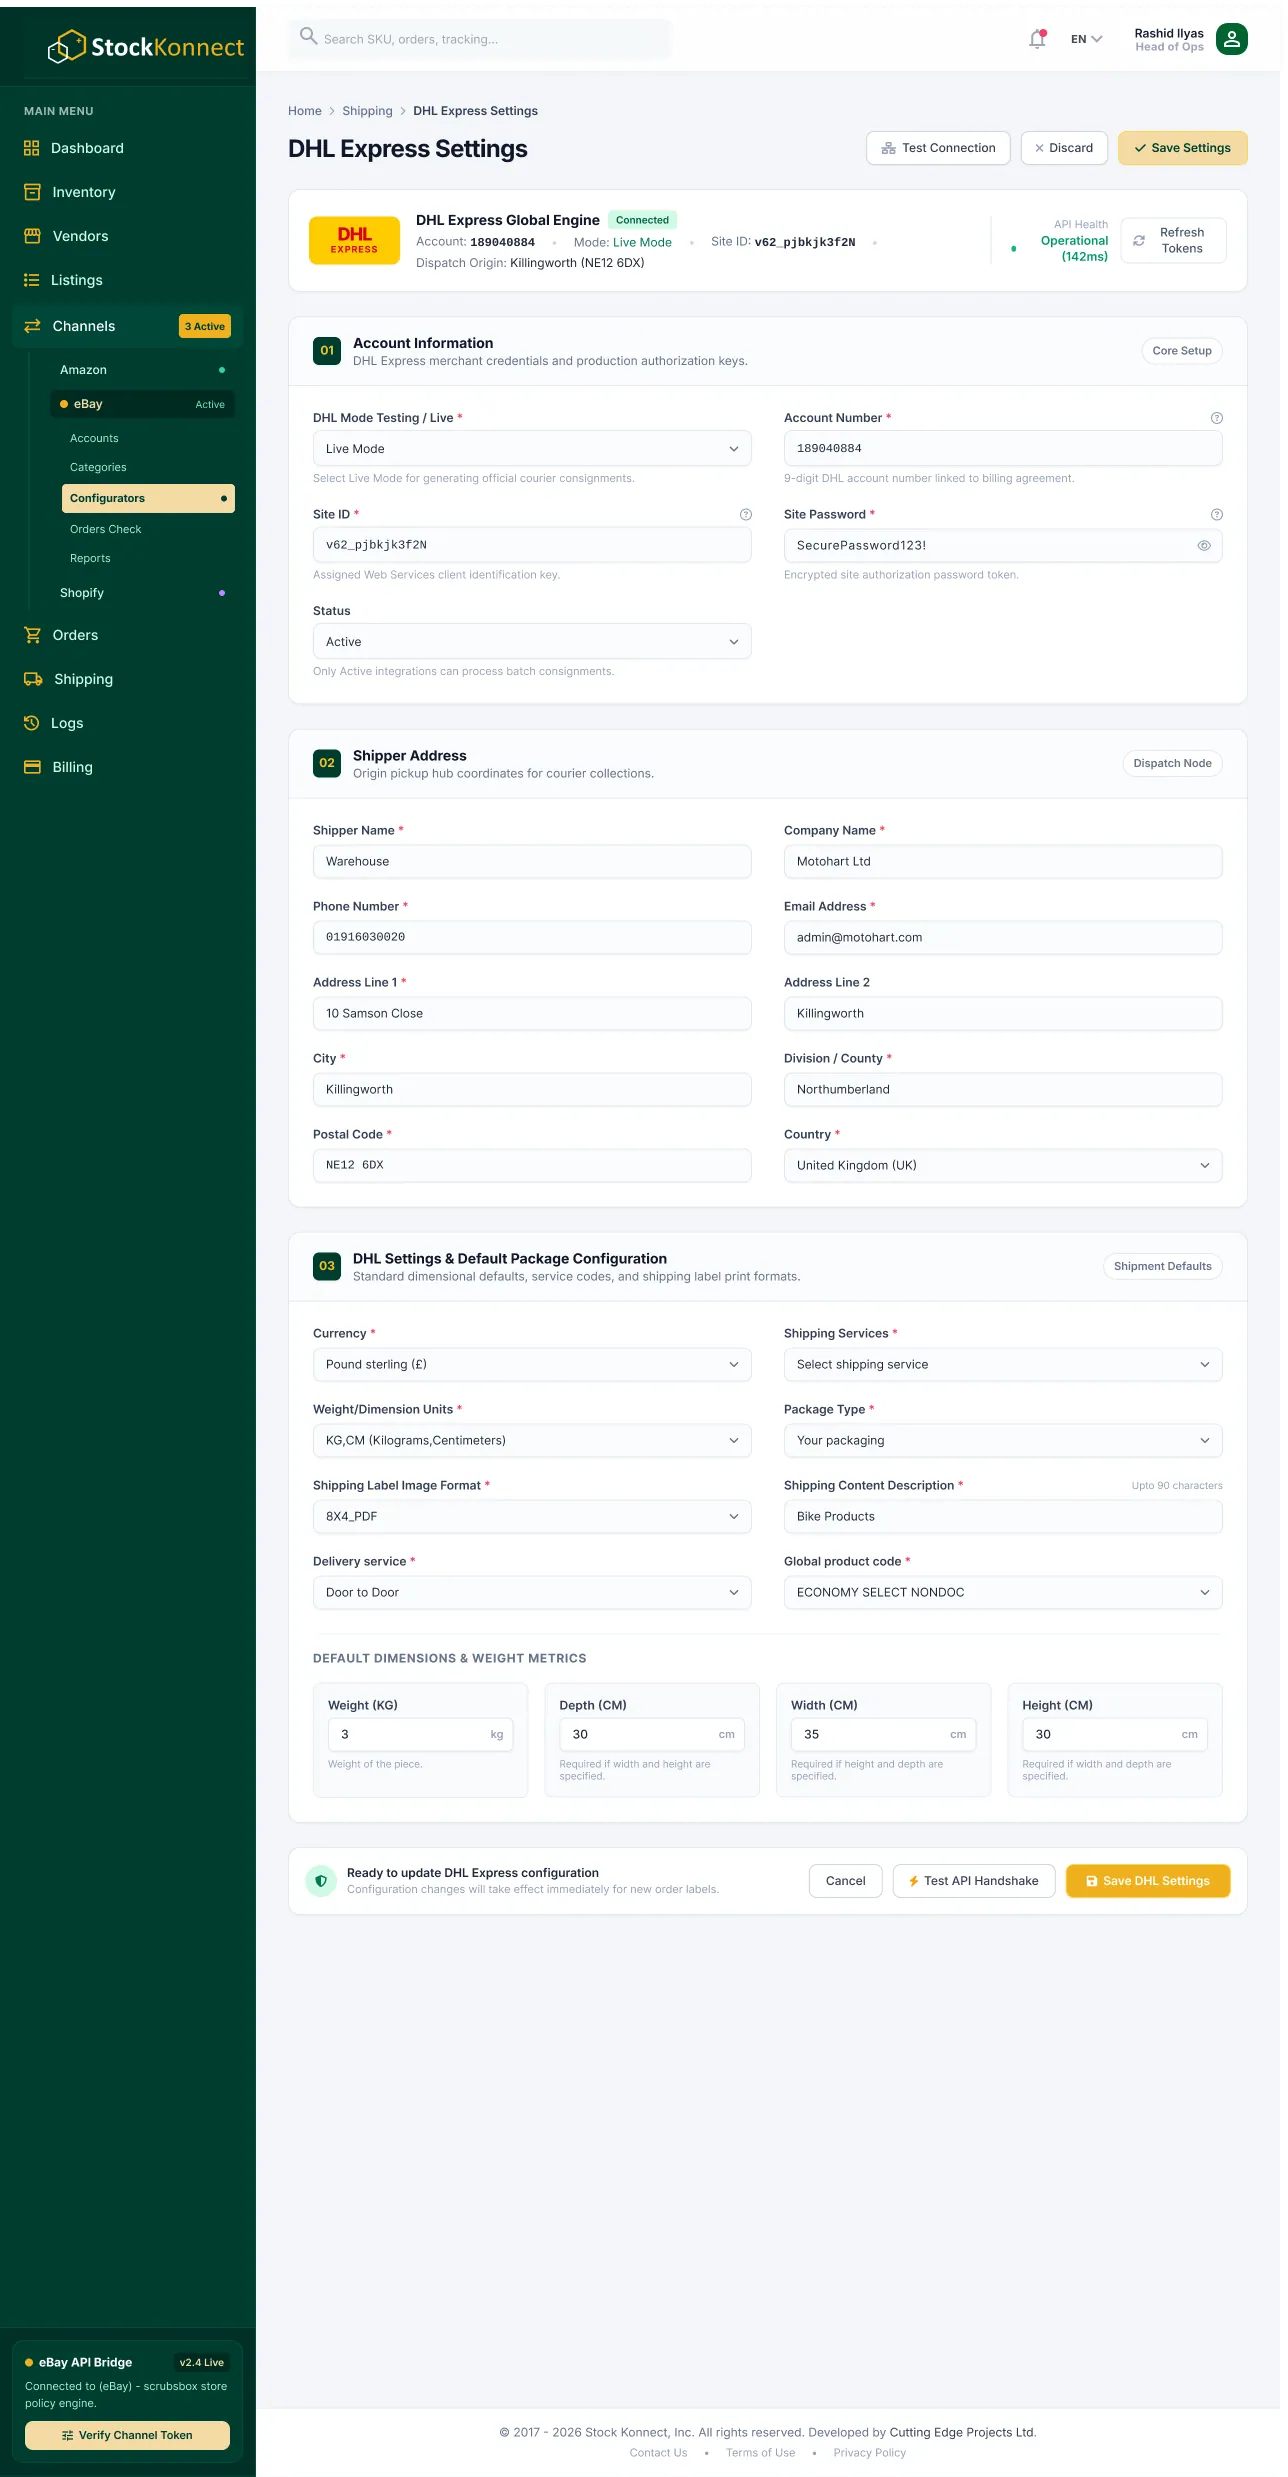 StockKonnect
MAIN MENU
Dashboard
Inventory
Vendors
Listings
Channels
3 Active
Amazon
eBay
Active
Accounts
Categories
Configurators
Orders Check
Reports
Shopify
Orders
Shipping
Logs
Billing
eBay API Bridge
v2.4 Live
Connected to (eBay) - scrubsbox store
policy engine.
Verify Channel Token
Search SKU, orders, tracking...
EN
Rashid Ilyas
Head of Ops
Home > Shipping > DHL Express Settings
DHL Express Settings
Test Connection
Discard
Save Settings
DHL
EXPRESS
DHL Express Global Engine
Connected
Account: 189040884 • Mode: Live Mode • Site ID: v62_pjbkjk3f2N •
Dispatch Origin: Killingworth (NE12 6DX)
API Health
Operational
(142ms)
Refresh
Tokens
01
Account Information
DHL Express merchant credentials and production authorization keys.
Core Setup
DHL Mode Testing / Live *
Live Mode
Select Live Mode for generating official courier consignments.
Account Number *
189040884
9-digit DHL account number linked to billing agreement.
Site ID *
v62_pjbkjk3f2N
Assigned Web Services client identification key.
Site Password *
SecurePassword123!
Encrypted site authorization password token.
Status
Active
Only Active integrations can process batch consignments.
02
Shipper Address
Origin pickup hub coordinates for courier collections.
Dispatch Node
Shipper Name *
Warehouse
Company Name *
Motohart Ltd
Phone Number *
01916030020
Email Address *
admin@motohart.com
Address Line 1 *
10 Samson Close
Address Line 2
Killingworth
City *
Killingworth
Division / County *
Northumberland
Postal Code *
NE12 6DX
Country *
United Kingdom (UK)
03
DHL Settings & Default Package Configuration
Standard dimensional defaults, service codes, and shipping label print formats.
Shipment Defaults
Currency *
Pound sterling (£)
Shipping Services *
Select shipping service
Weight/Dimension Units *
KG,CM (Kilograms,Centimeters)
Package Type *
Your packaging
Shipping Label Image Format *
8X4_PDF
Shipping Content Description *
Upto 90 characters
Bike Products
Delivery service *
Door to Door
Global product code *
ECONOMY SELECT NONDOC
DEFAULT DIMENSIONS & WEIGHT METRICS
Weight (KG)
3 kg
Weight of the piece.
Depth (CM)
30 cm
Required if width and height are
specified.
Width (CM)
35 cm
Required if height and depth are
specified.
Height (CM)
30 cm
Required if width and depth are
specified.
Ready to update DHL Express configuration
Configuration changes will take effect immediately for new order labels.
Cancel
Test API Handshake
Save DHL Settings
© 2017 - 2026 Stock Konnect, Inc. All rights reserved. Developed by Cutting Edge Projects Ltd.
Contact Us • Terms of Use • Privacy Policy